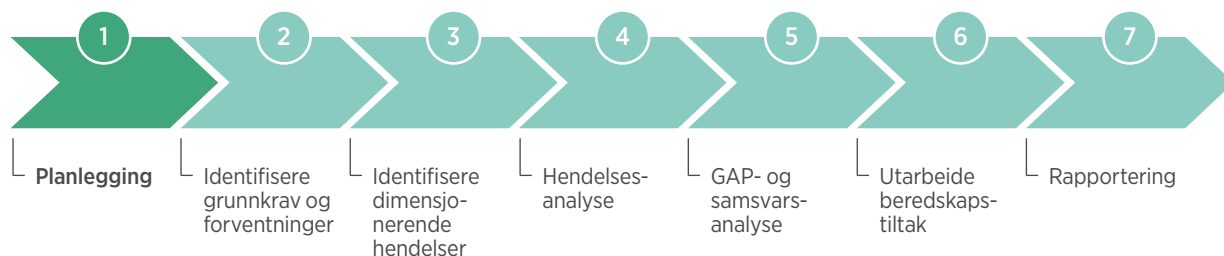 1
2
3
4
5
6
7
Planlegging
Identifisere
grunnkrav og
forventninger
Identifisere
dimensjo-
nerende
hendelser
Hendelses-
analyse
GAP- og
samsvars-
analyse
Utarbeide
beredskaps-
tiltak
Rapportering